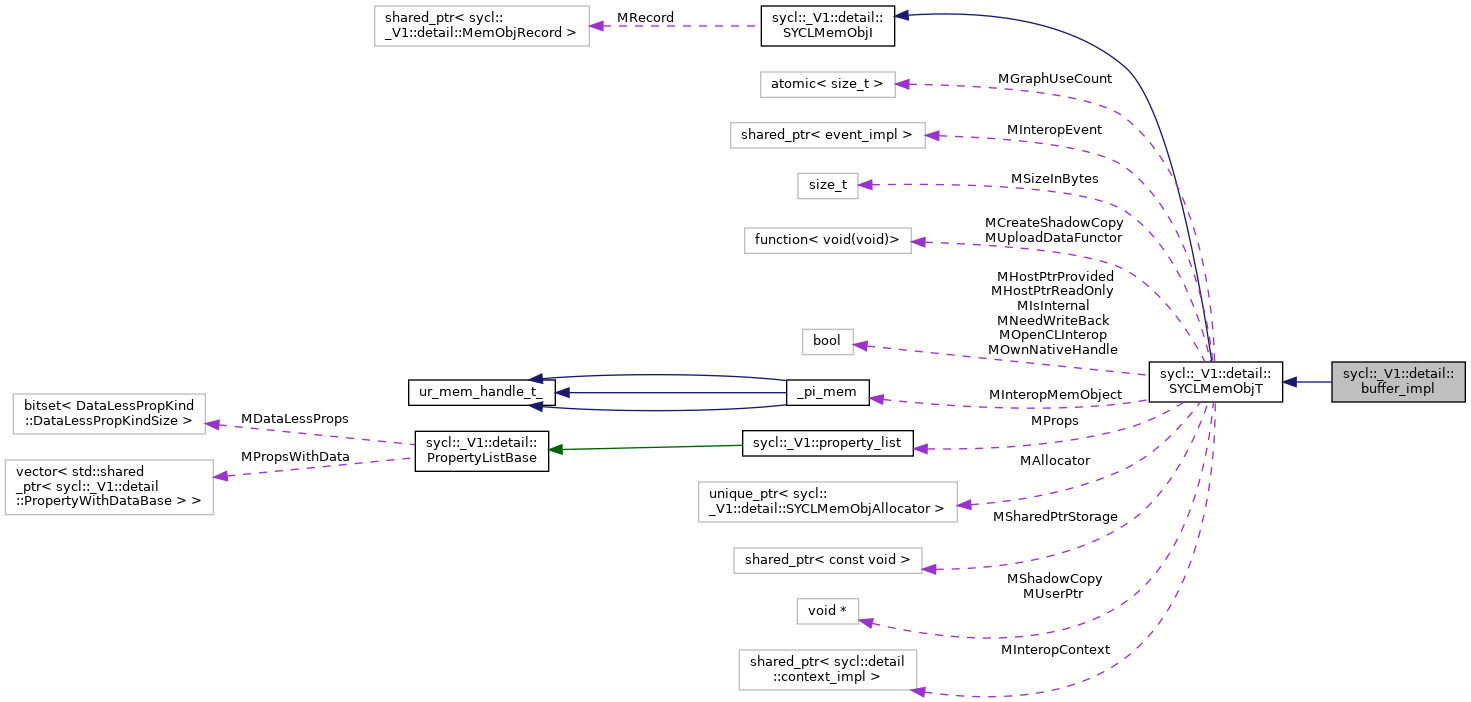 shared_ptr< sycl::
_V1::detail::MemObjRecord >
MRecord
sycl::_V1::detail::
SYCLMemObjI
atomic< size_t >
MGraphUseCount
shared_ptr< event_impl >
MInteropEvent
size_t
MSizeInBytes
function< void(void)>
MCreateShadowCopy
MUploadDataFunctor
bool
MHostPtrProvided
MHostPtrReadOnly
MIsInternal
MNeedWriteBack
MOpenCLInterop
MOwnNativeHandle
sycl::_V1::detail::
SYCLMemObjT
sycl::_V1::detail::
buffer_impl
ur_mem_handle_t_
_pi_mem
MInteropMemObject
bitset< DataLessPropKind
::DataLessPropKindSize >
MDataLessProps
vector< std::shared
_ptr< sycl::_V1::detail
::PropertyWithDataBase > >
MPropsWithData
sycl::_V1::detail::
PropertyListBase
sycl::_V1::property_list
MProps
unique_ptr< sycl::
_V1::detail::SYCLMemObjAllocator >
MAllocator
shared_ptr< const void >
MSharedPtrStorage
void *
MShadowCopy
MUserPtr
shared_ptr< sycl::detail
::context_impl >
MInteropContext